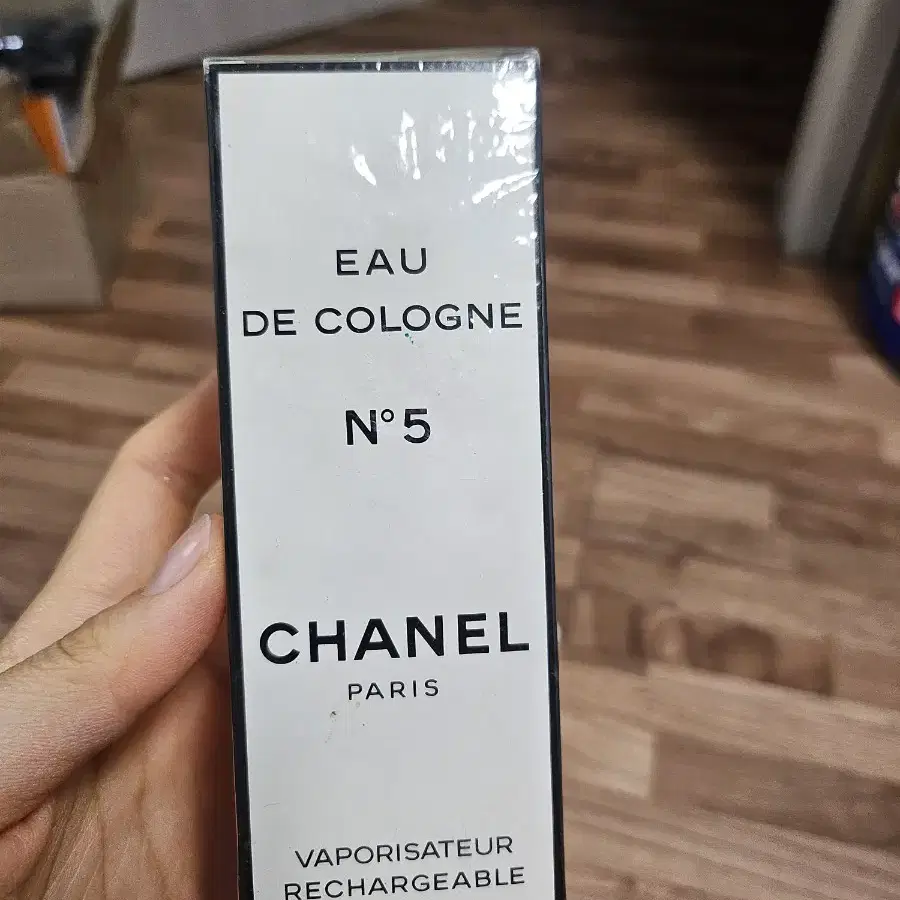 EAU
DE COLOGNE
N°5
CHANEL
PARIS
VAPORISATEUR
RECHARGEABLE